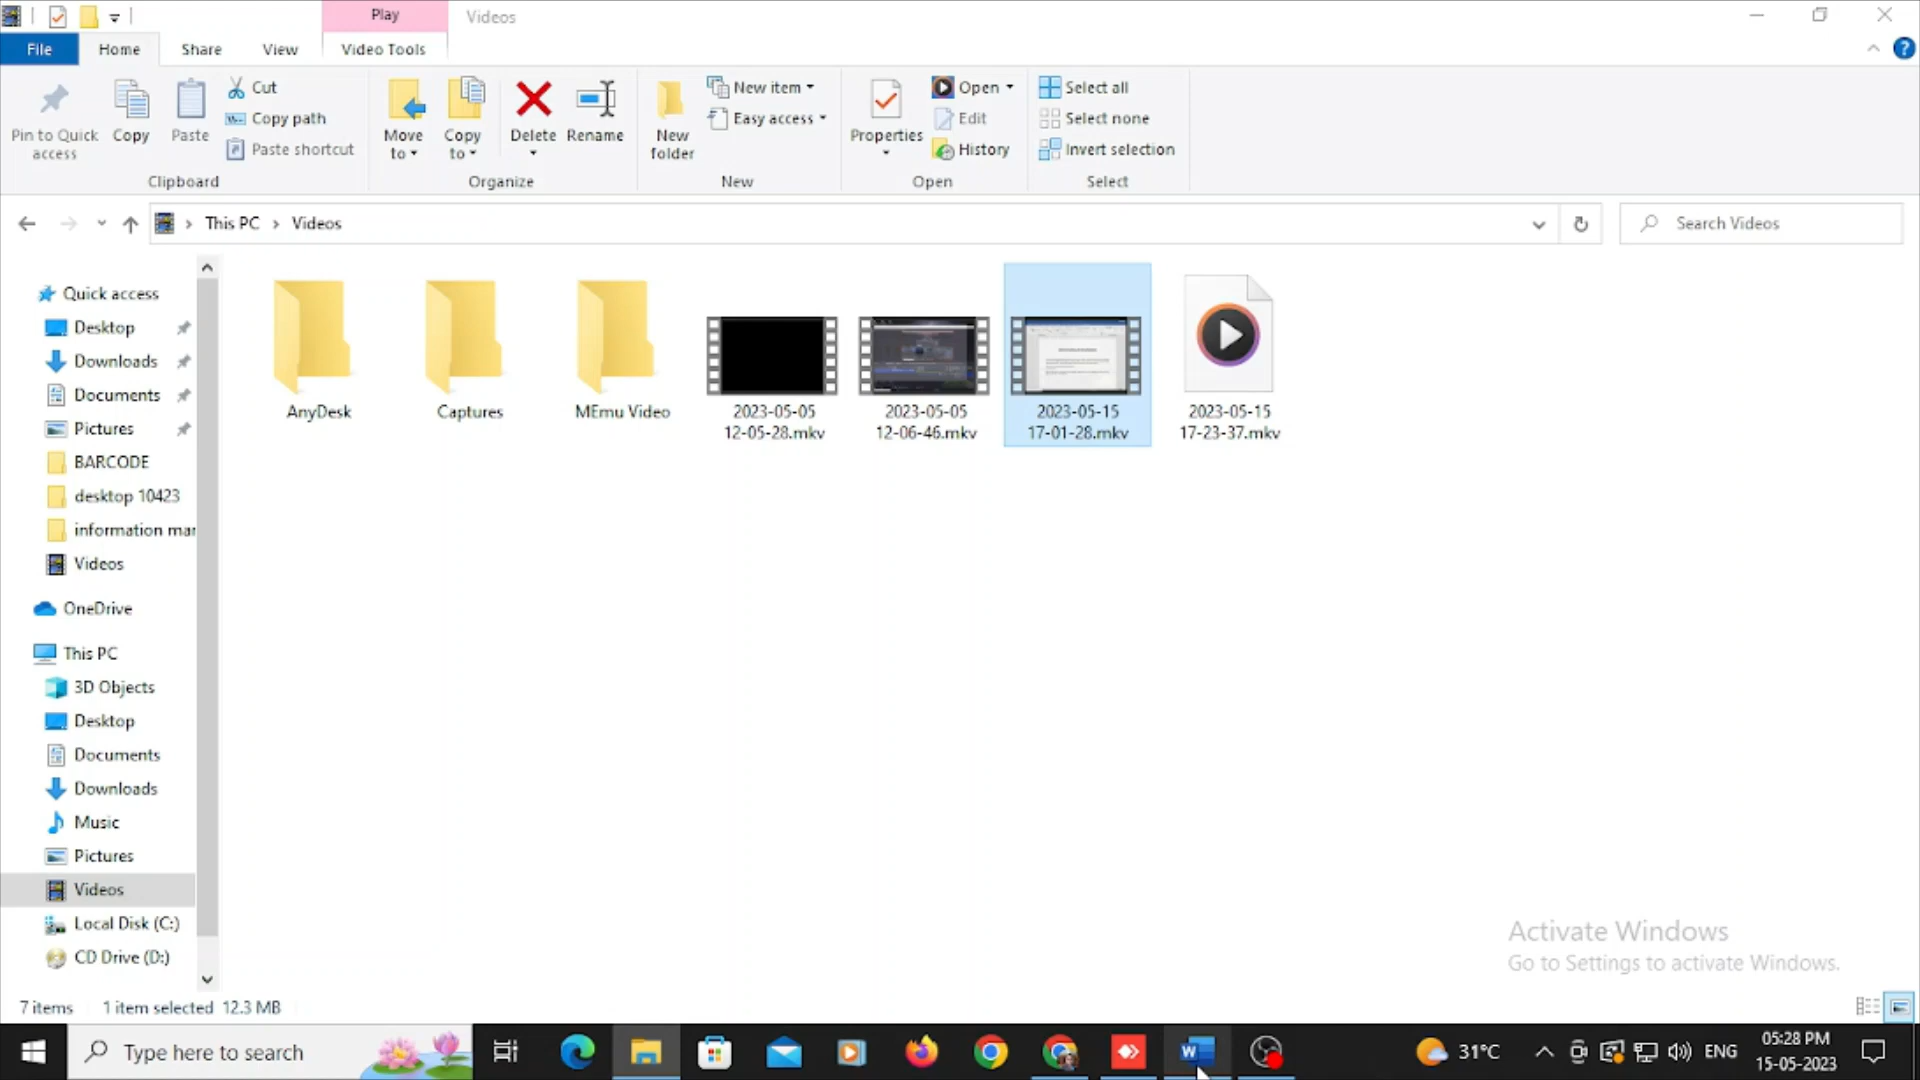 Play
Videos
File
Home
Share
View
Video Tools
Pin to Quick access
Copy
Paste
Cut
Copy path
Paste shortcut
Clipboard
Move to
Copy to
Delete
Rename
Organize
New folder
New item
Easy access
New
Properties
Open
Edit
History
Open
Select all
Select none
Invert selection
Select
This PC
Videos
Search Videos
Quick access
Desktop
Downloads
Documents
Pictures
BARCODE
desktop 10423
information mar
Videos
OneDrive
This PC
3D Objects
Desktop
Documents
Downloads
Music
Pictures
Videos
Local Disk (C:)
CD Drive (D:)
AnyDesk
Captures
MEmu Video
2023-05-05
12-05-28.mkv
2023-05-05
12-06-46.mkv
2023-05-15
17-01-28.mkv
2023-05-15
17-23-37.mkv
Activate Windows
Go to Settings to activate Windows.
7 items 1 item selected 12.3 MB
Type here to search
31°C
ENG
05:28 PM
15-05-2023